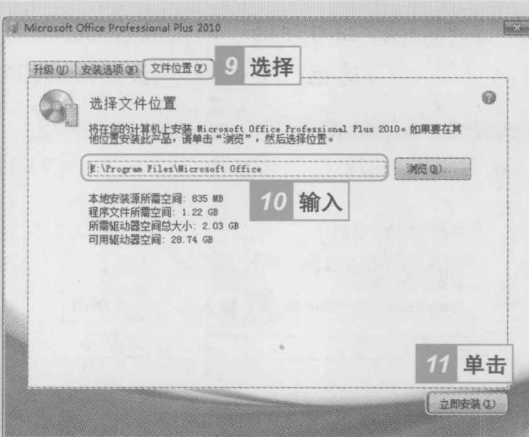 Microsoft Office Professional Plus 2010
升级(U) 安装选项(N) 文件位置(F) 9 选择
选择文件位置
将在您的计算机上安装 Microsoft Office Professional Plus 2010。如果要在其
他位置安装此产品，请单击“浏览”，然后选择位置。
E:\Program Files\Microsoft Office 浏览(B)...
本地安装源所需空间: 835 MB
10 输入
程序文件所需空间: 1.22 GB
所需驱动器空间总大小: 2.03 GB
可用驱动器空间: 28.74 GB
11 单击
立即安装(I)